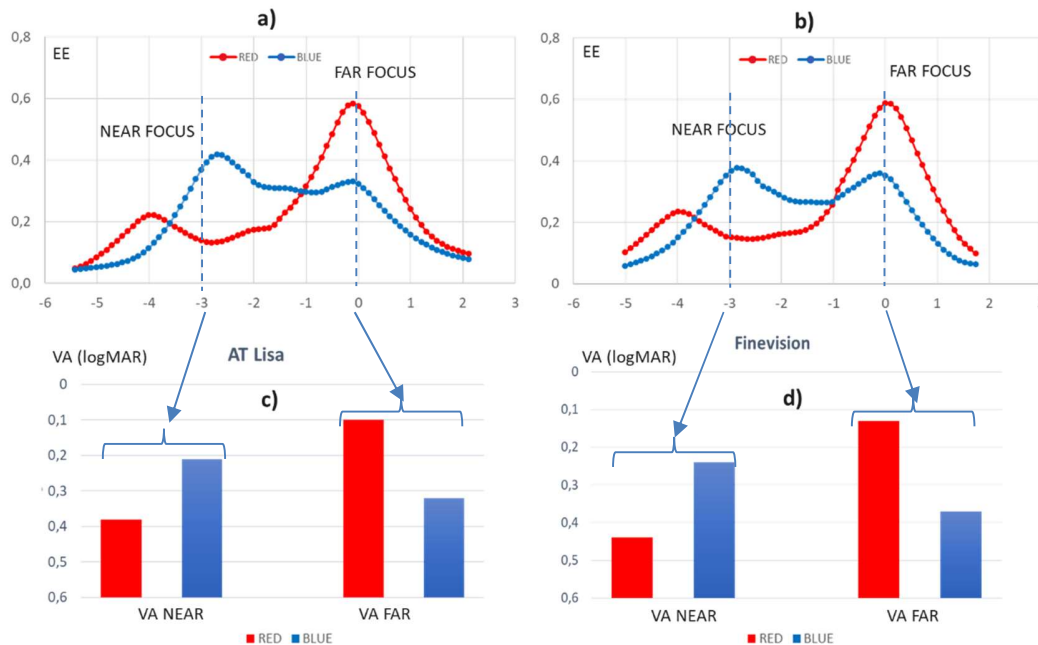 a)
EE
RED BLUE
FAR FOCUS
NEAR FOCUS
0,8
0,6
0,4
0,2
0,0
-6 -5 -4 -3 -2 -1 0 1 2 3
b)
EE
RED BLUE
FAR FOCUS
NEAR FOCUS
0,8
0,6
0,4
0,2
0
-6 -5 -4 -3 -2 -1 0 1 2 3
VA (logMAR)
AT Lisa
c)
0
0,1
0,2
0,3
0,4
0,5
0,6
VA NEAR VA FAR
RED BLUE
VA (logMAR)
Finevision
d)
0
0,1
0,2
0,3
0,4
0,5
0,6
VA NEAR VA FAR
RED BLUE